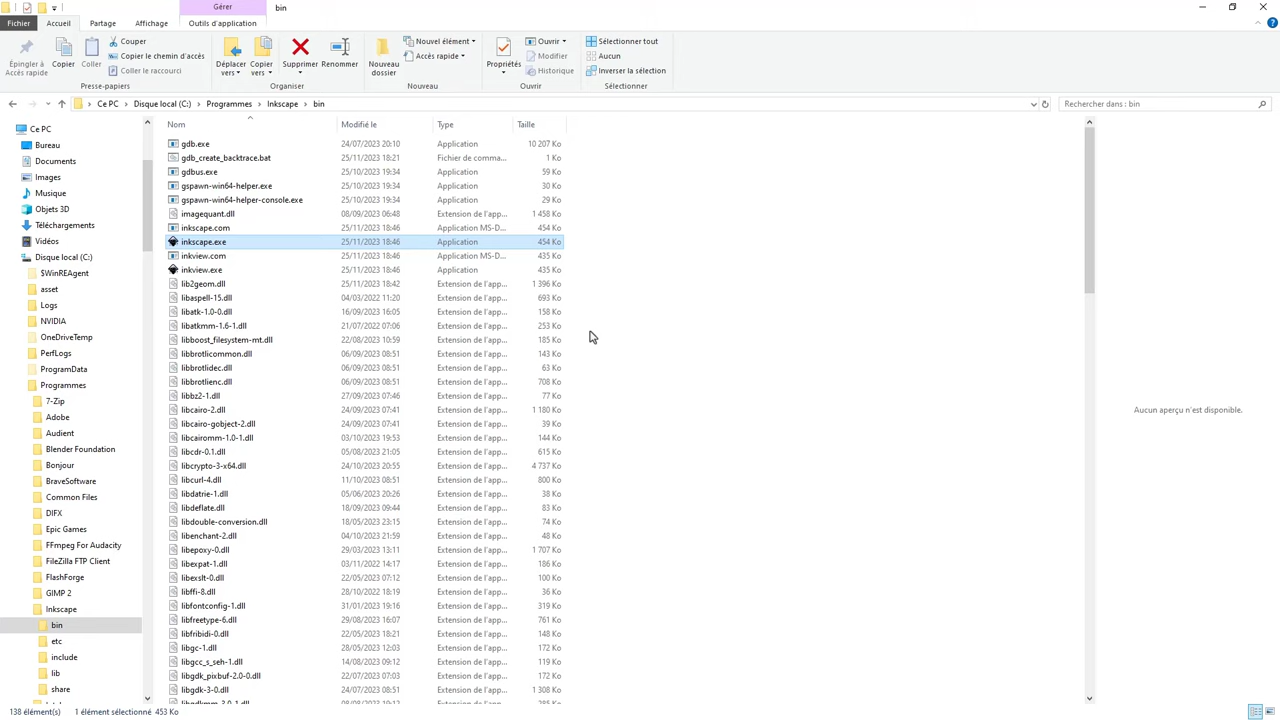 Gérer
bin
Fichier Accueil Partage Affichage Outils d'application
Épingler à Accès rapide
Copier
Coller
Couper
Copier le chemin d'accès
Coller le raccourci
Presse-papiers
Déplacer vers
Copier vers
Supprimer
Renommer
Organiser
Nouveau dossier
Nouvel élément
Accès rapide
Nouveau
Propriétés
Ouvrir
Modifier
Historique
Ouvrir
Sélectionner tout
Aucun
Inverser la sélection
Sélectionner
Ce PC › Disque local (C:) › Programmes › Inkscape › bin
Rechercher dans : bin
Ce PC
Bureau
Documents
Images
Musique
Objets 3D
Téléchargements
Vidéos
Disque local (C:)
$WinREAgent
asset
Logs
NVIDIA
OneDriveTemp
PerfLogs
ProgramData
Programmes
7-Zip
Adobe
Audient
Blender Foundation
Bonjour
BraveSoftware
Common Files
DIFX
Epic Games
FFmpeg For Audacity
FileZilla FTP Client
FlashForge
GIMP 2
Inkscape
bin
etc
include
lib
share
Nom Modifié le Type Taille
gdb.exe 24/07/2023 20:10 Application 10 207 Ko
gdb_create_backtrace.bat 25/11/2023 18:21 Fichier de comma... 1 Ko
gdbus.exe 25/10/2023 19:34 Application 59 Ko
gspawn-win64-helper.exe 25/10/2023 19:34 Application 30 Ko
gspawn-win64-helper-console.exe 25/10/2023 19:34 Application 29 Ko
imagequant.dll 08/09/2023 06:48 Extension de l'app... 1 458 Ko
inkscape.com 25/11/2023 18:46 Application MS-D... 454 Ko
inkscape.exe 25/11/2023 18:46 Application 454 Ko
inkview.com 25/11/2023 18:46 Application MS-D... 435 Ko
inkview.exe 25/11/2023 18:46 Application 435 Ko
lib2geom.dll 25/11/2023 18:42 Extension de l'app... 1 396 Ko
libaspell-15.dll 04/03/2022 11:20 Extension de l'app... 693 Ko
libatk-1.0-0.dll 16/09/2023 16:05 Extension de l'app... 158 Ko
libatkmm-1.6-1.dll 21/07/2022 07:06 Extension de l'app... 253 Ko
libboost_filesystem-mt.dll 22/08/2023 10:59 Extension de l'app... 185 Ko
libbrotlicommon.dll 06/09/2023 08:51 Extension de l'app... 143 Ko
libbrotlidec.dll 06/09/2023 08:51 Extension de l'app... 63 Ko
libbrotlienc.dll 06/09/2023 08:51 Extension de l'app... 708 Ko
libbz2-1.dll 27/09/2023 07:46 Extension de l'app... 77 Ko
libcairo-2.dll 24/09/2023 07:41 Extension de l'app... 1 180 Ko
libcairo-gobject-2.dll 24/09/2023 07:41 Extension de l'app... 39 Ko
libcairomm-1.0-1.dll 03/10/2023 19:53 Extension de l'app... 144 Ko
libcdr-0.1.dll 05/08/2023 21:05 Extension de l'app... 615 Ko
libcrypto-3-x64.dll 24/10/2023 20:55 Extension de l'app... 4 737 Ko
libcurl-4.dll 11/10/2023 08:51 Extension de l'app... 800 Ko
libdatrie-1.dll 05/06/2023 20:26 Extension de l'app... 38 Ko
libdeflate.dll 18/09/2023 09:44 Extension de l'app... 83 Ko
libdouble-conversion.dll 18/05/2023 23:15 Extension de l'app... 74 Ko
libenchant-2.dll 04/10/2023 21:59 Extension de l'app... 48 Ko
libepoxy-0.dll 29/03/2023 13:11 Extension de l'app... 1 707 Ko
libexpat-1.dll 03/11/2022 14:17 Extension de l'app... 186 Ko
libexslt-0.dll 22/05/2023 07:12 Extension de l'app... 100 Ko
libffi-8.dll 28/10/2022 18:19 Extension de l'app... 36 Ko
libfontconfig-1.dll 31/01/2023 19:16 Extension de l'app... 319 Ko
libfreetype-6.dll 29/08/2023 16:07 Extension de l'app... 761 Ko
libfribidi-0.dll 22/05/2023 18:21 Extension de l'app... 148 Ko
libgc-1.dll 28/05/2023 12:03 Extension de l'app... 172 Ko
libgcc_s_seh-1.dll 14/08/2023 09:12 Extension de l'app... 119 Ko
libgdk_pixbuf-2.0-0.dll 22/07/2023 07:03 Extension de l'app... 172 Ko
libgdk-3-0.dll 24/07/2023 08:51 Extension de l'app... 1 308 Ko
Aucun aperçu n'est disponible.
138 élément(s) 1 élément sélectionné 453 Ko